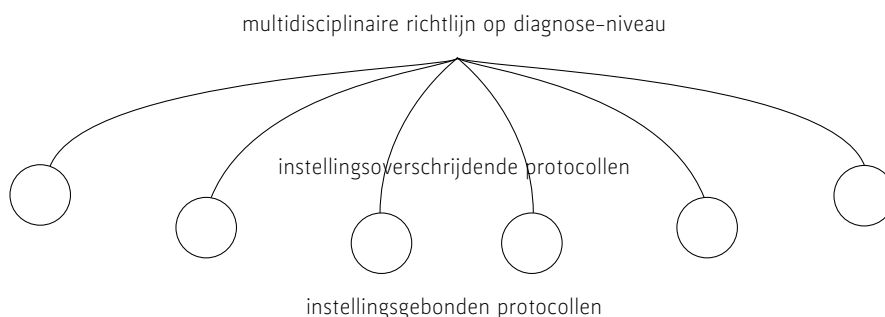 multidisciplinaire richtlijn op diagnose-niveau
instellingsoverschrijdende protocollen
instellingsgebonden protocollen